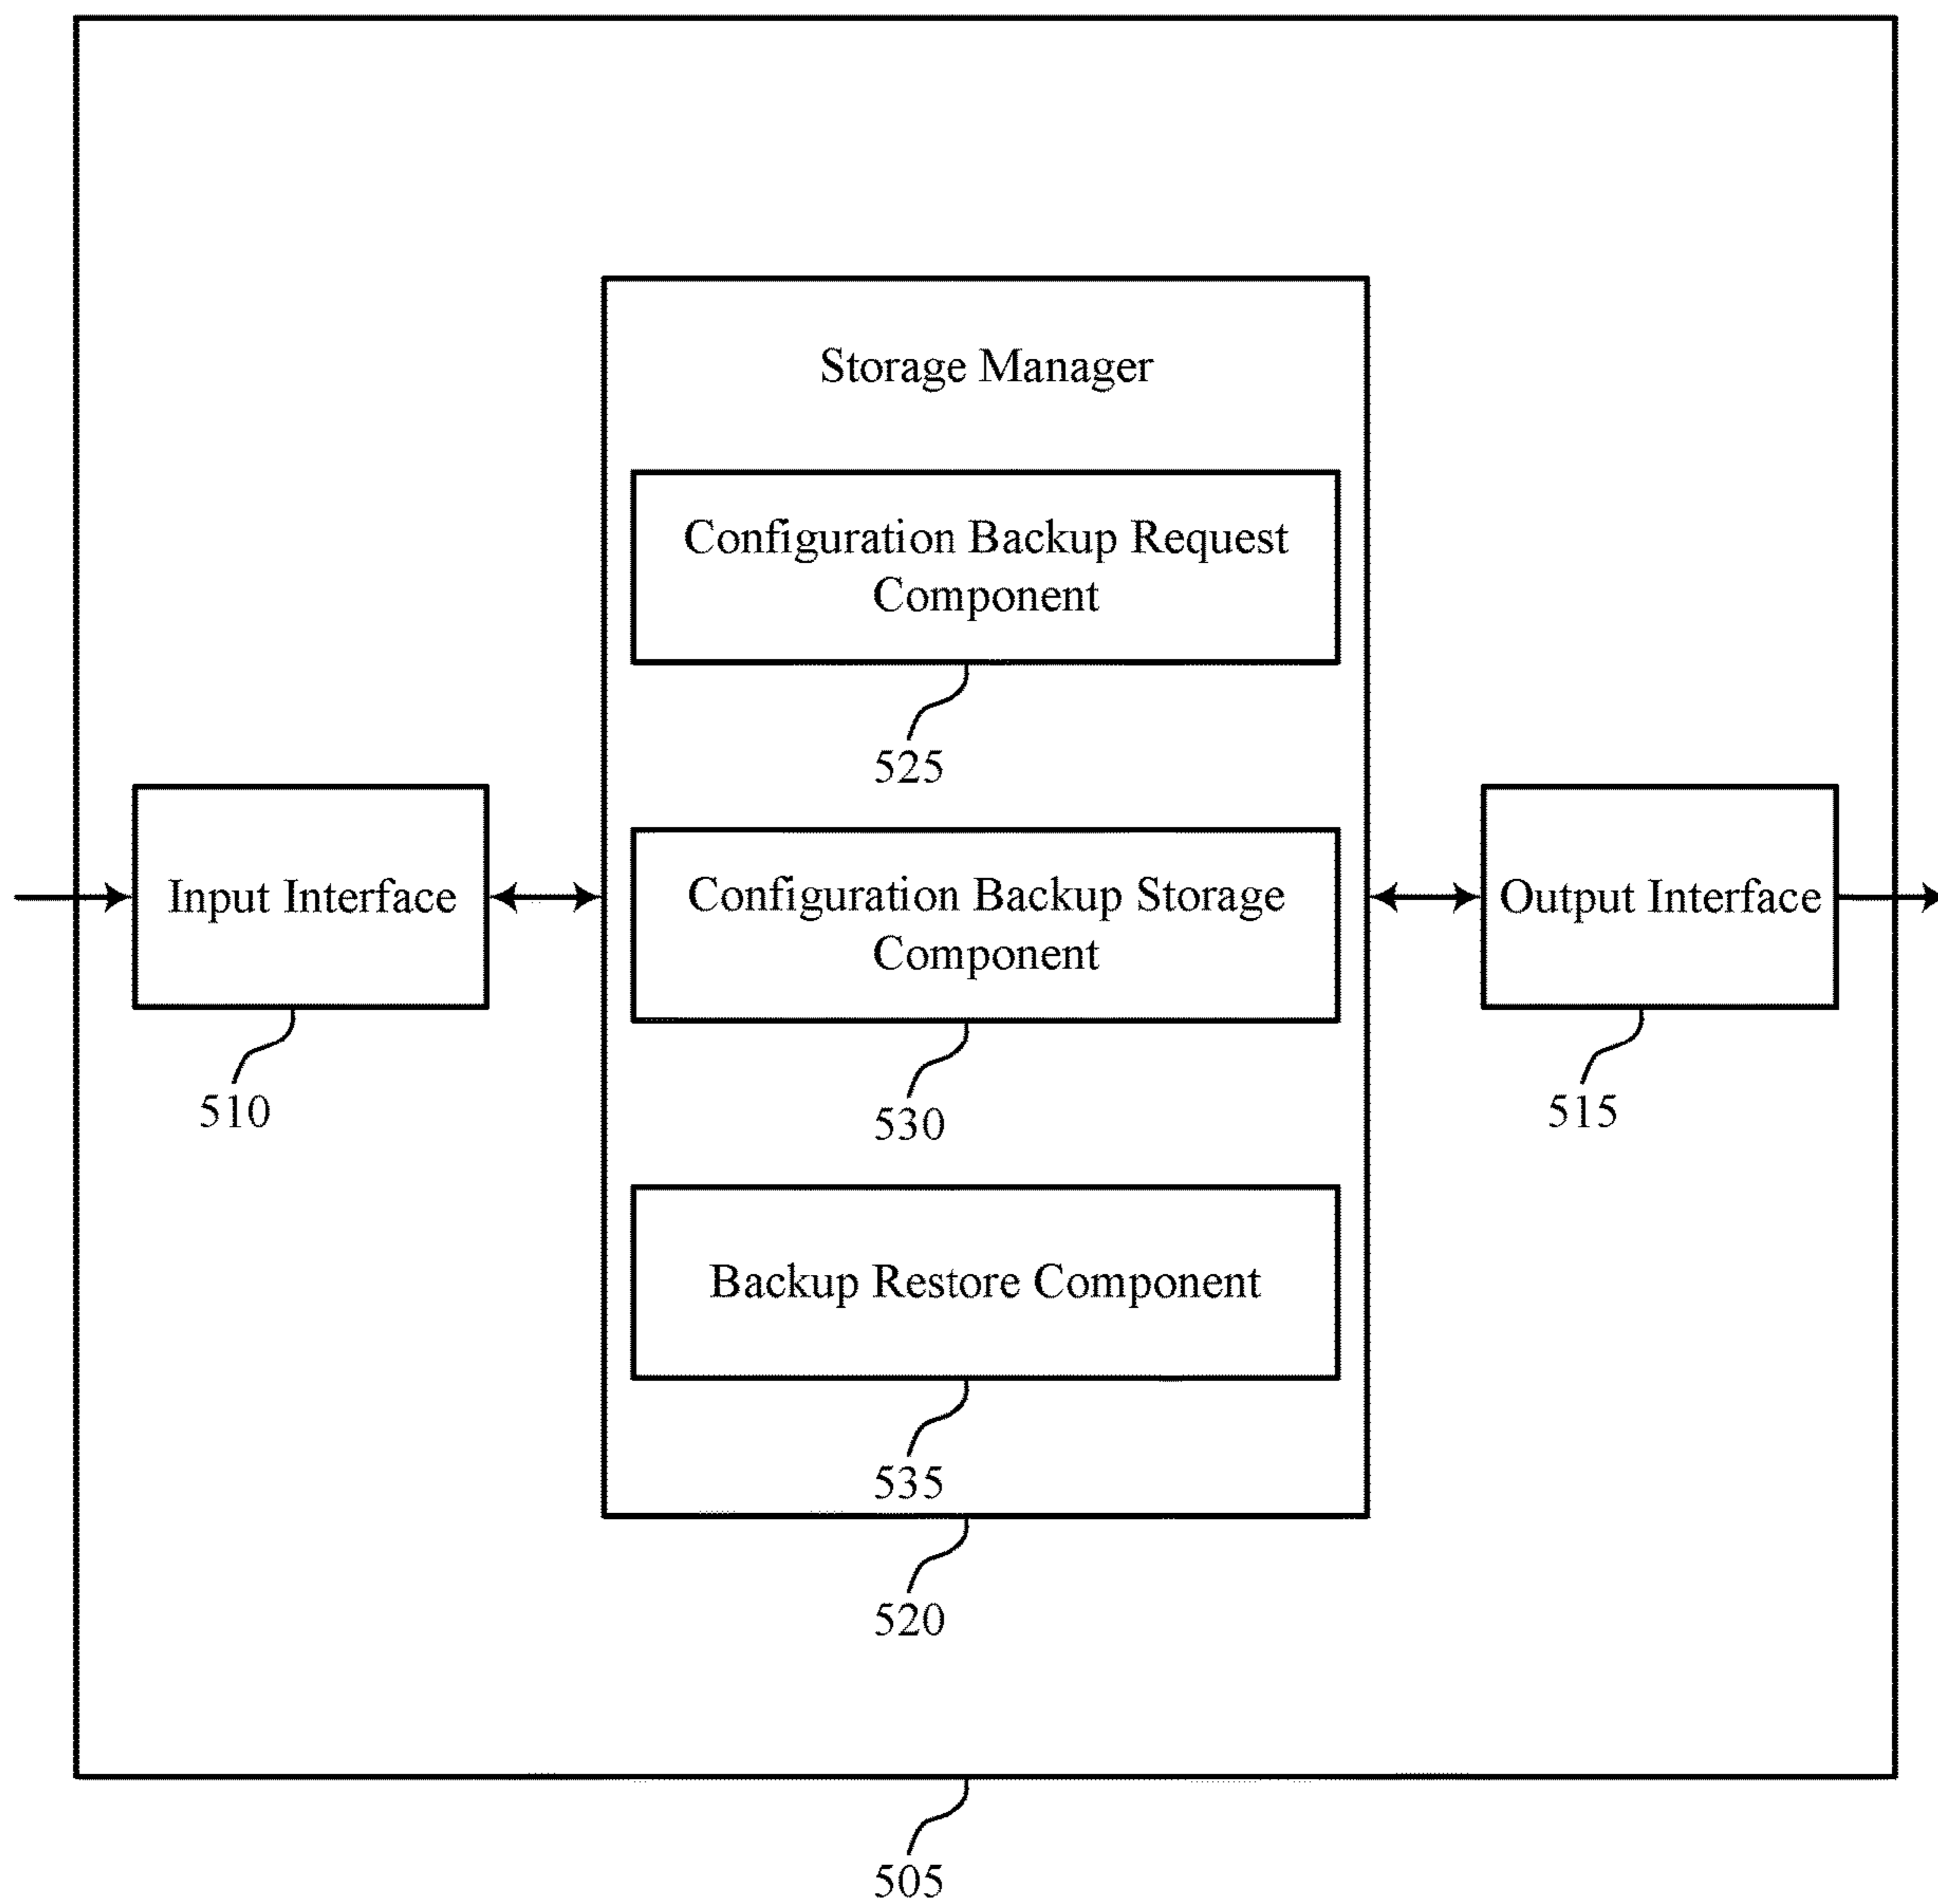 Storage Manager
Configuration Backup Request
Component
525
Input Interface
Configuration Backup Storage
Component
Output Interface
510
530
515
Backup Restore Component
535
520
505